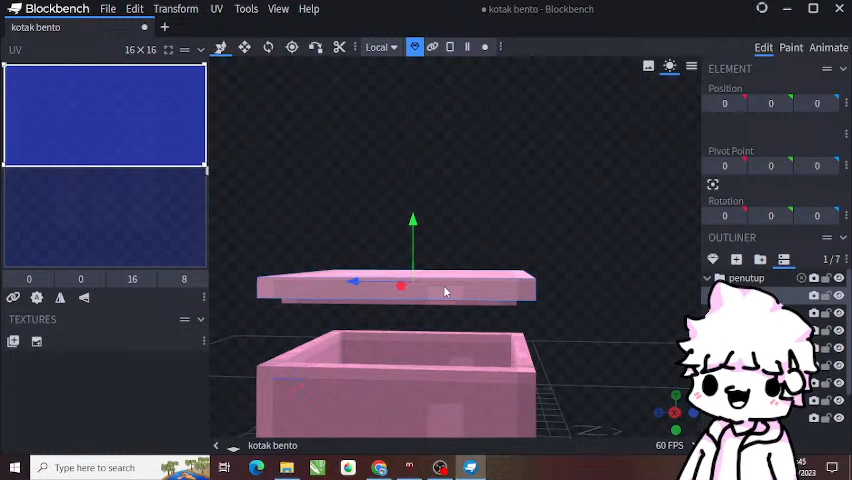 Blockbench File Edit Transform UV Tools View Help
• kotak bento - Blockbench
kotak bento
UV 16×16
Local
Edit Paint Animate
ELEMENT
Position
0 0 0
Pivot Point
0 0 0
Rotation
0 0 0
OUTLINER
1/7
penutup
0 0 16 8
TEXTURES
kotak bento
60 FPS
Type here to search